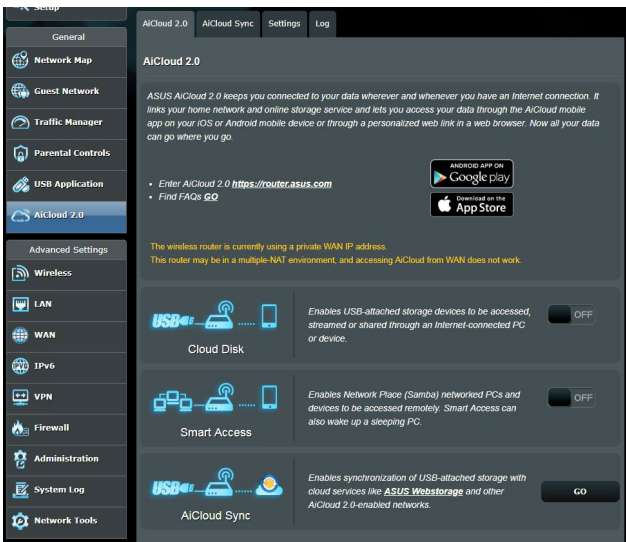 Setup
General
Network Map
Guest Network
Traffic Manager
Parental Controls
USB Application
AiCloud 2.0
Advanced Settings
Wireless
LAN
WAN
IPv6
VPN
Firewall
Administration
System Log
Network Tools
AiCloud 2.0 AiCloud Sync Settings Log
AiCloud 2.0
ASUS AiCloud 2.0 keeps you connected to your data wherever and whenever you have an Internet connection. It
links your home network and online storage service and lets you access your data through the AiCloud mobile
app on your iOS or Android mobile device or through a personalized web link in a web browser. Now all your data
can go where you go.
ANDROID APP ON
Google play
• Enter AiCloud 2.0 https://router.asus.com
• Find FAQs GO
Download on the
App Store
The wireless router is currently using a private WAN IP address.
This router may be in a multiple-NAT environment, and accessing AiCloud from WAN does not work.
USB
Cloud Disk
Enables USB-attached storage devices to be accessed,
streamed or shared through an Internet-connected PC
or device.
OFF
Smart Access
Enables Network Place (Samba) networked PCs and
devices to be accessed remotely. Smart Access can
also wake up a sleeping PC.
OFF
USB
AiCloud Sync
Enables synchronization of USB-attached storage with
cloud services like ASUS Webstorage and other
AiCloud 2.0-enabled networks.
GO